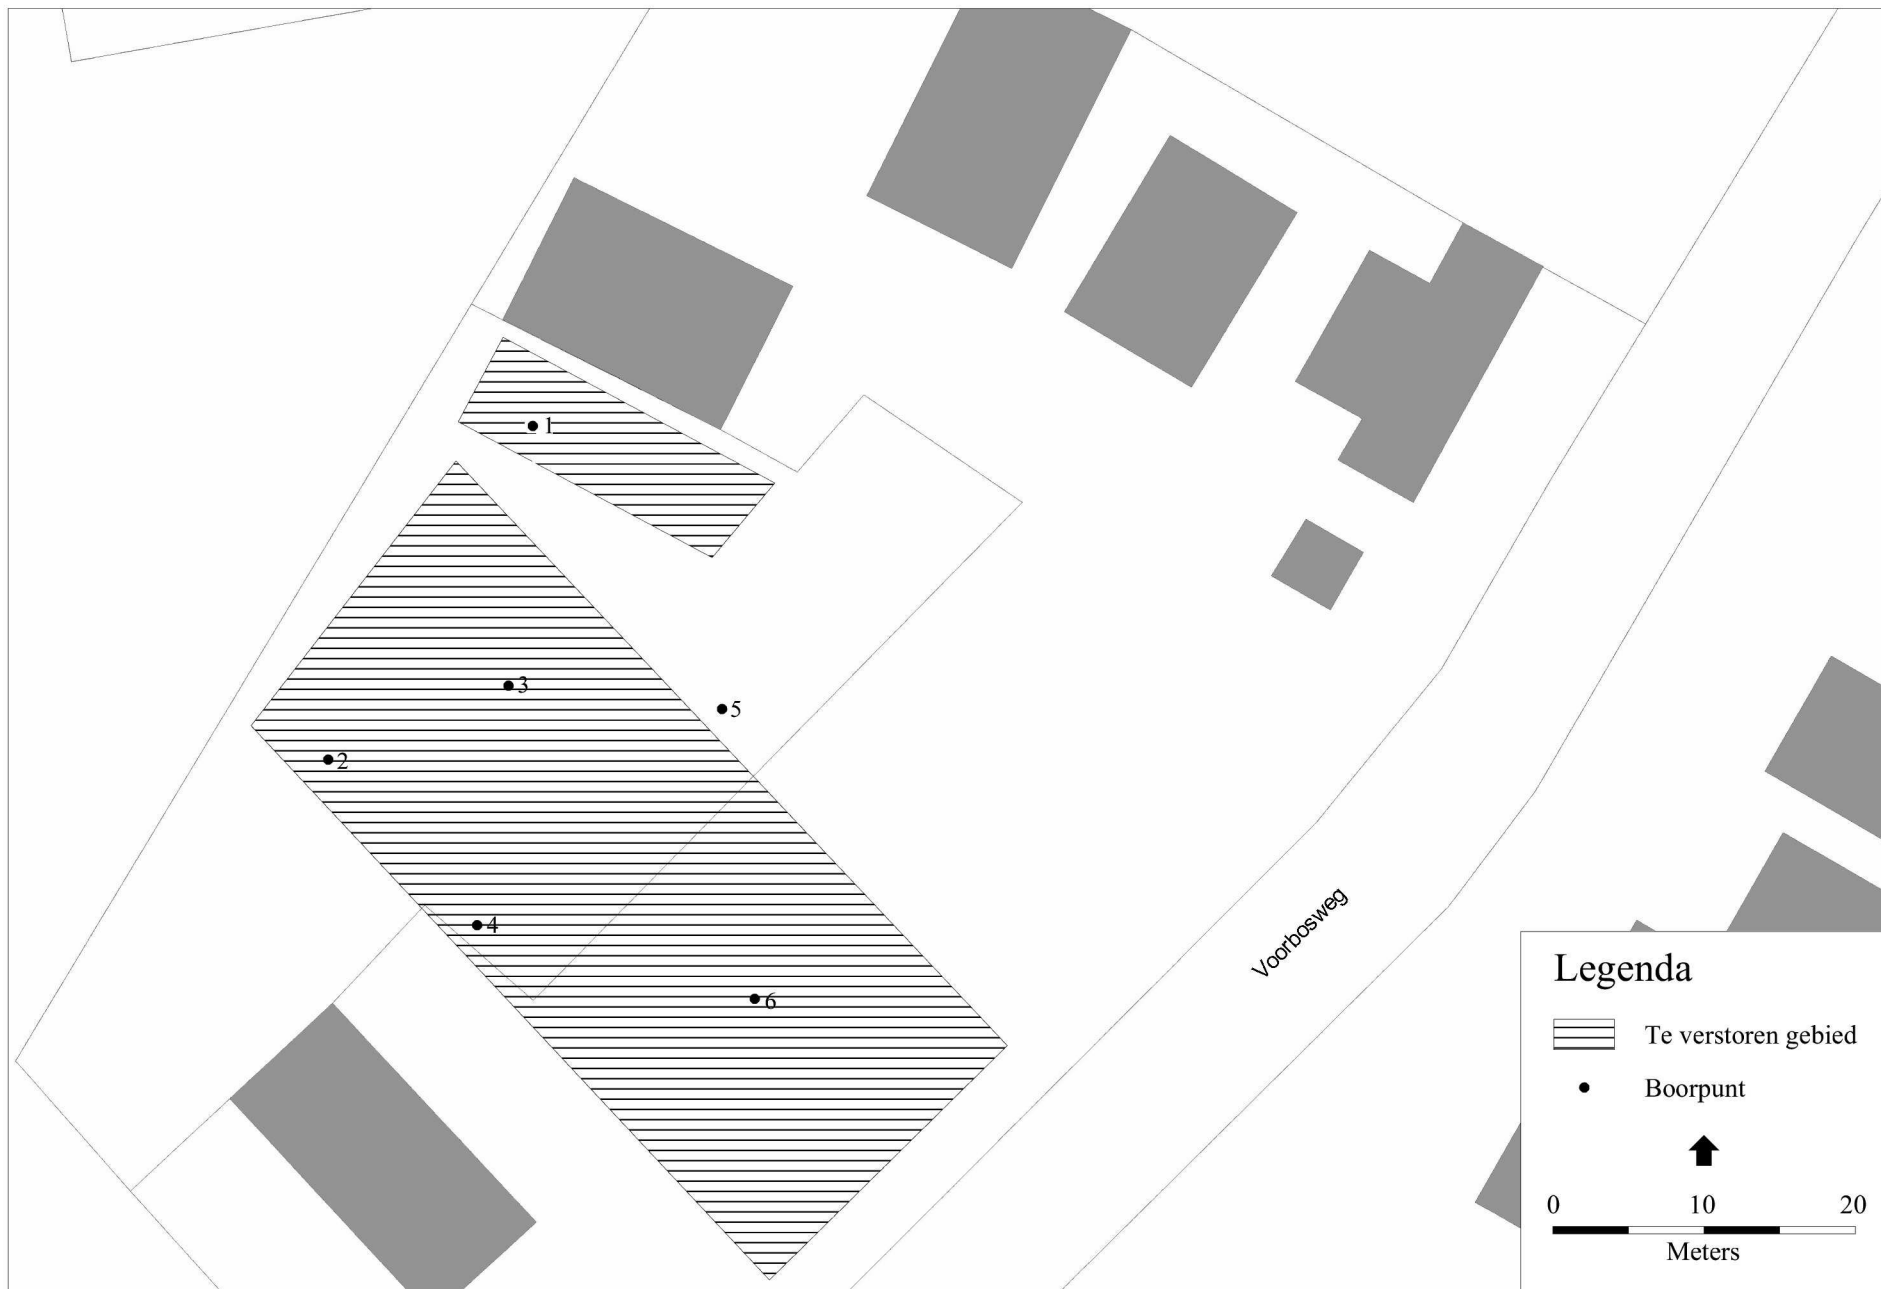 1
3
5
2
4
6
Voorbosweg
Legenda
Te verstoren gebied
Boorpunt
0 10 20
Meters